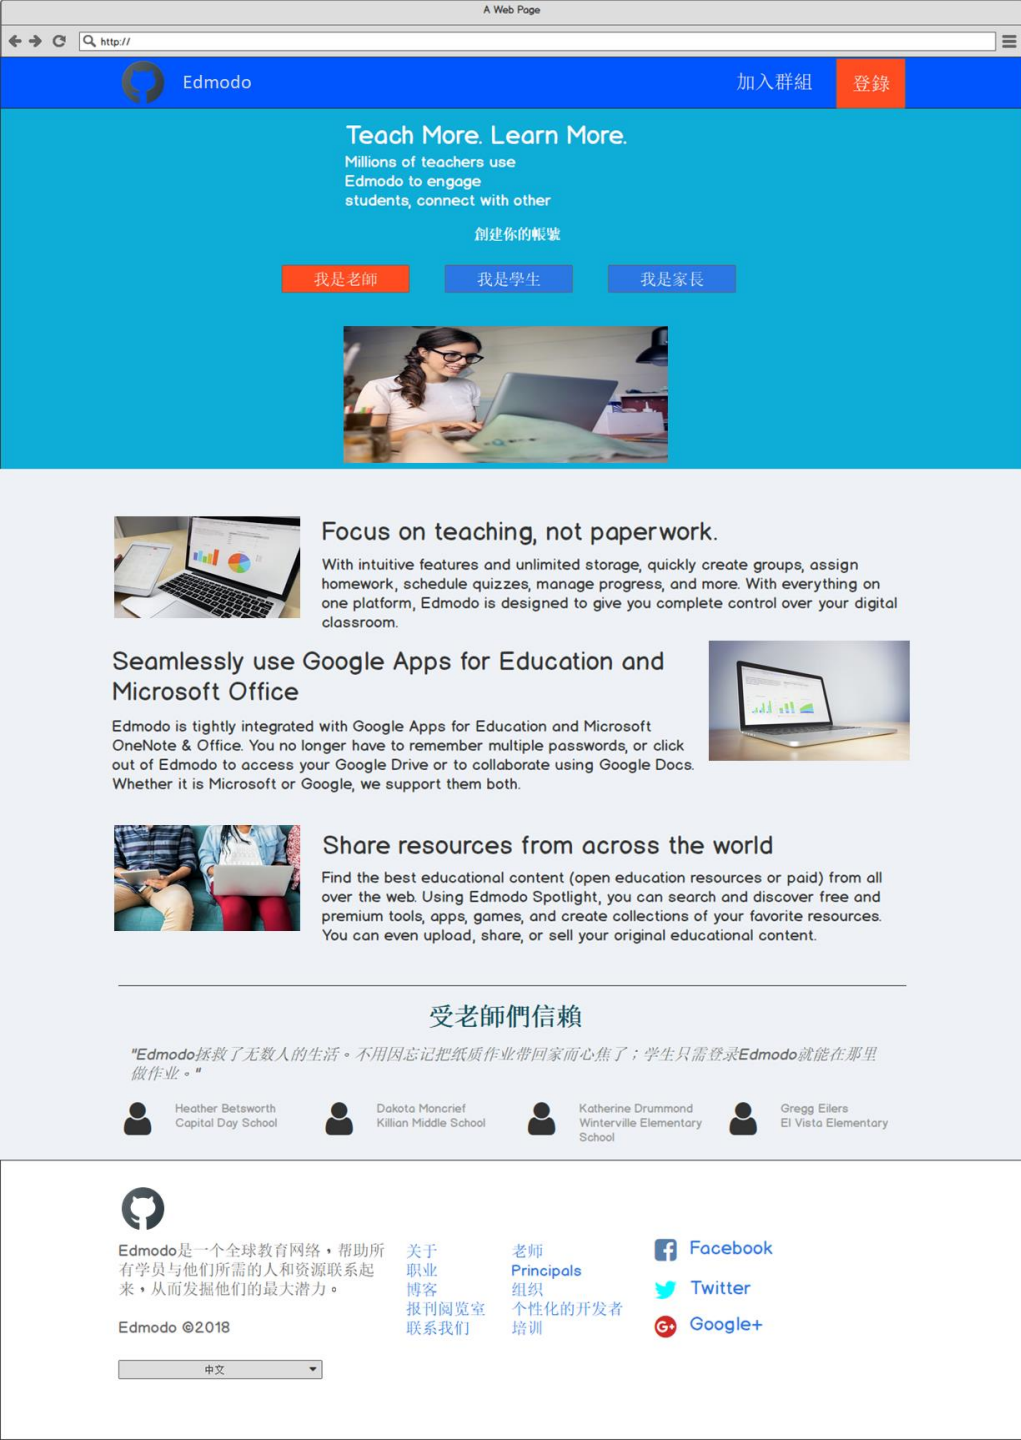 A Web Page
http://
Edmodo
加入群組
登錄
Teach More. Learn More.
Millions of teachers use
Edmodo to engage
students, connect with other
創建你的帳號
我是老師
我是學生
我是家長
Focus on teaching, not paperwork.
With intuitive features and unlimited storage, quickly create groups, assign
homework, schedule quizzes, manage progress, and more. With everything on
one platform, Edmodo is designed to give you complete control over your digital
classroom.
Seamlessly use Google Apps for Education and
Microsoft Office
Edmodo is tightly integrated with Google Apps for Education and Microsoft
OneNote & Office. You no longer have to remember multiple passwords, or click
out of Edmodo to access your Google Drive or to collaborate using Google Docs.
Whether it is Microsoft or Google, we support them both.
Share resources from across the world
Find the best educational content (open education resources or paid) from all
over the web. Using Edmodo Spotlight, you can search and discover free and
premium tools, apps, games, and create collections of your favorite resources.
You can even upload, share, or sell your original educational content.
受老師們信賴
"Edmodo拯救了无数人的生活。不用因忘记把纸质作业带回家而心焦了；学生只需登录Edmodo就能在那里
做作业。"
Heather Betsworth
Capital Day School
Dakota Moncrief
Killian Middle School
Katherine Drummond
Winterville Elementary
School
Gregg Eilers
El Vista Elementary
Edmodo是一个全球教育网络，帮助所
有学员与他们所需的人和资源联系起
来，从而发掘他们的最大潜力。
Edmodo ©2018
中文
关于
职业
博客
报刊阅览室
联系我们
老师
Principals
组织
个性化的开发者
培训
Facebook
Twitter
Google+